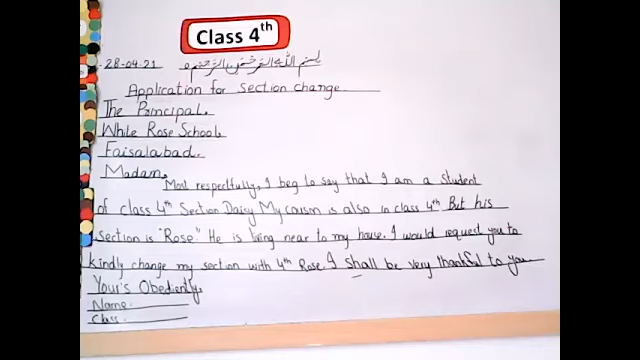 Class 4th
28-04-21 بسم اللہ الرحمن الرحیم
Application for section change
The Principal.
While Rose School
Faisalabad.
Madam,
Most respectfully, I beg to say that I am a student
of class 4th Section Daisy My cousin is also in class 4th But his
section is "Rose." He is living near to my house. I would request you to
kindly change my section with 4th Rose. I shall be very thankful to you
Your's Obediently,
Name:
Class: